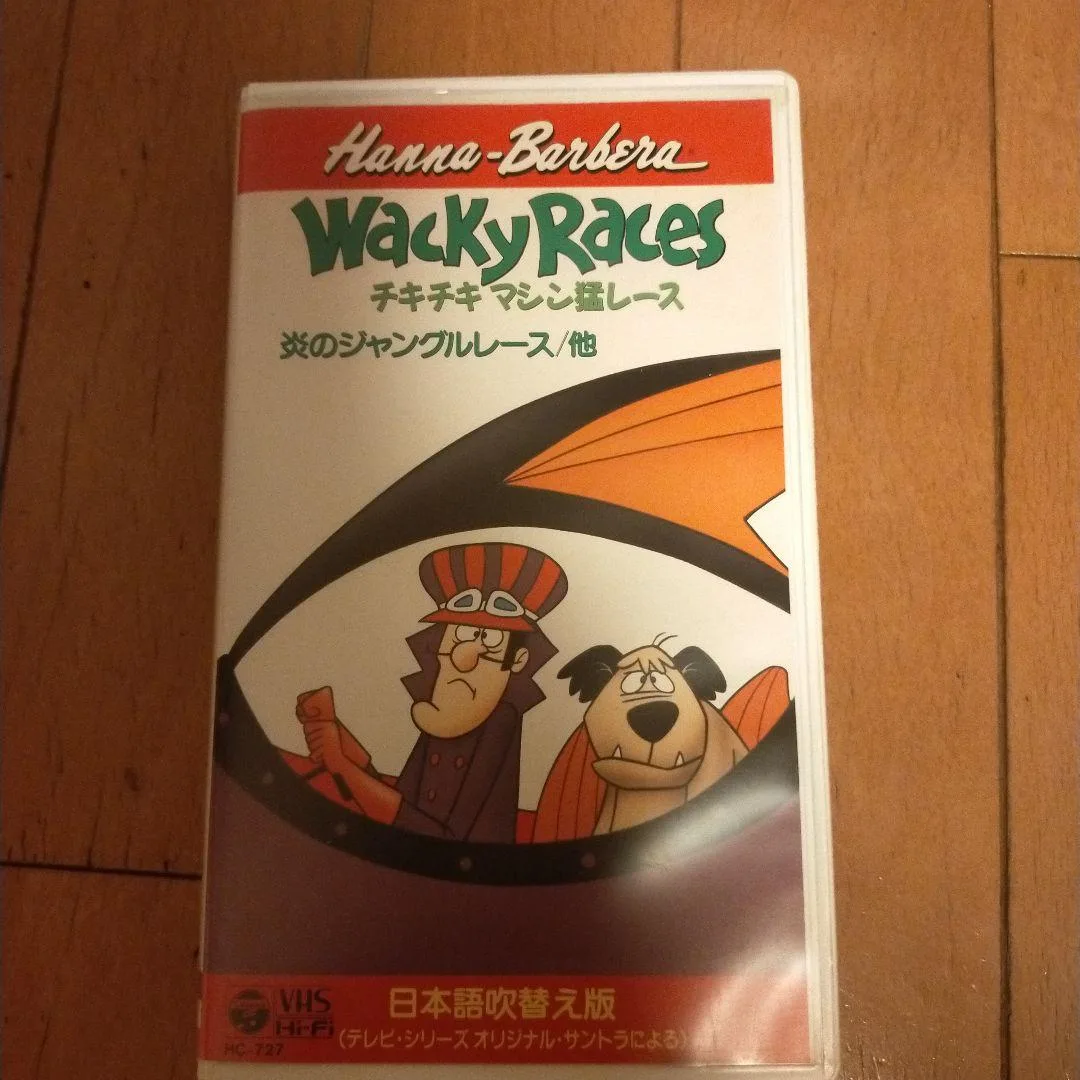 Hanna-Barbera
Wacky Races
チキチキ マシン猛レース
炎のジャングルレース/他
VHS
Hi-Fi
HC-727
日本語吹替え版
(テレビ・シリーズ オリジナル・サントラによる)